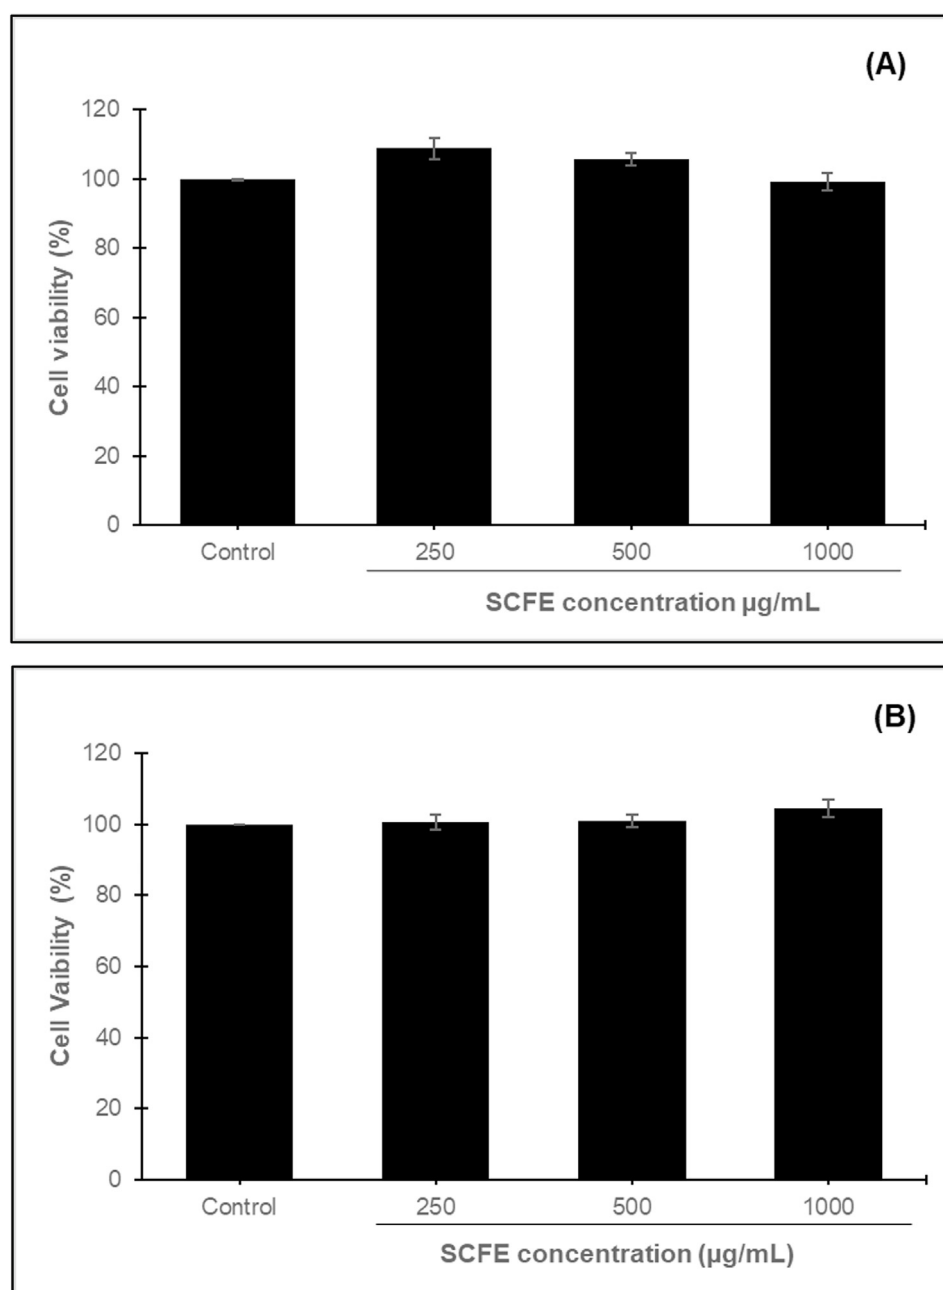 (A)
120
100
80
60
40
20
0
Cell viability (%)
Control 250 500 1000
SCFE concentration µg/mL
(B)
120
100
80
60
40
20
0
Cell Vaibility (%)
Control 250 500 1000
SCFE concentration (µg/mL)